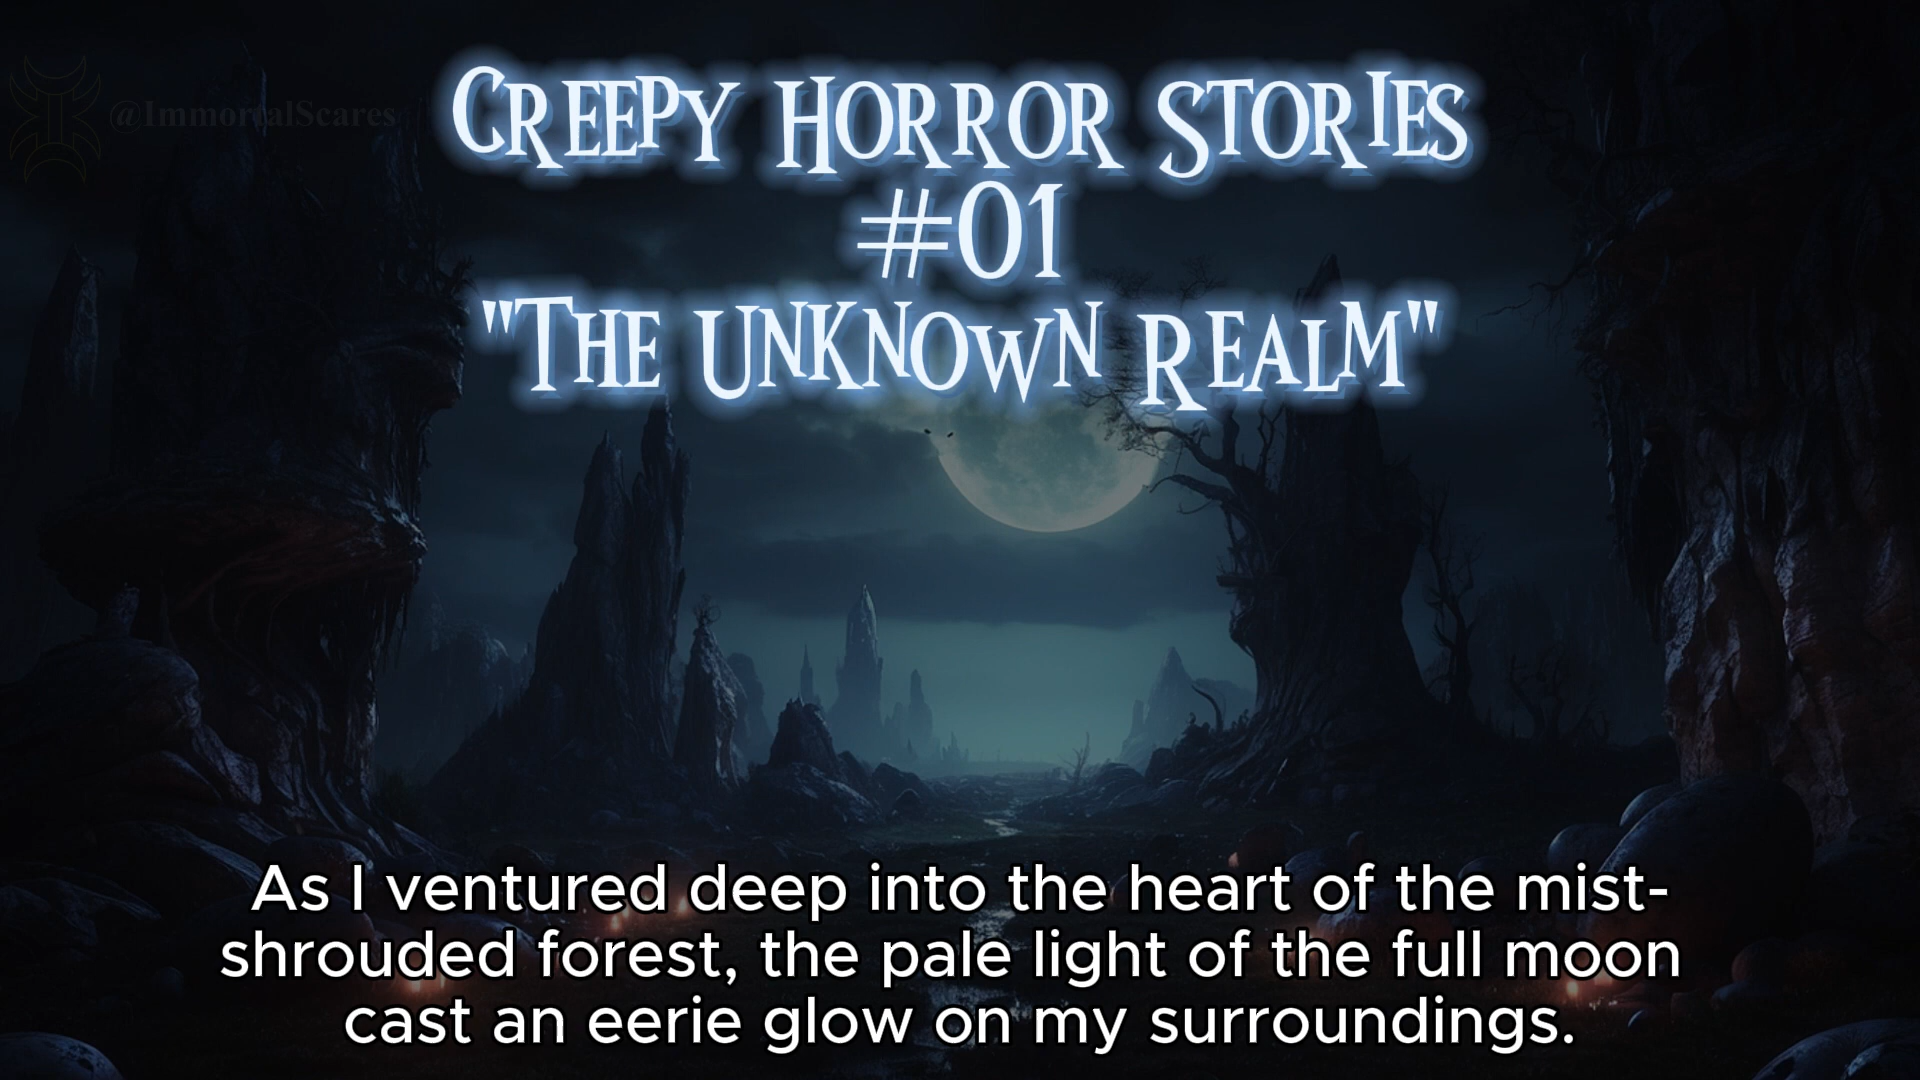 @ImmortalScares
Creepy Horror Stories
#01
"The Unknown Realm"
As I ventured deep into the heart of the mist-
shrouded forest, the pale light of the full moon
cast an eerie glow on my surroundings.